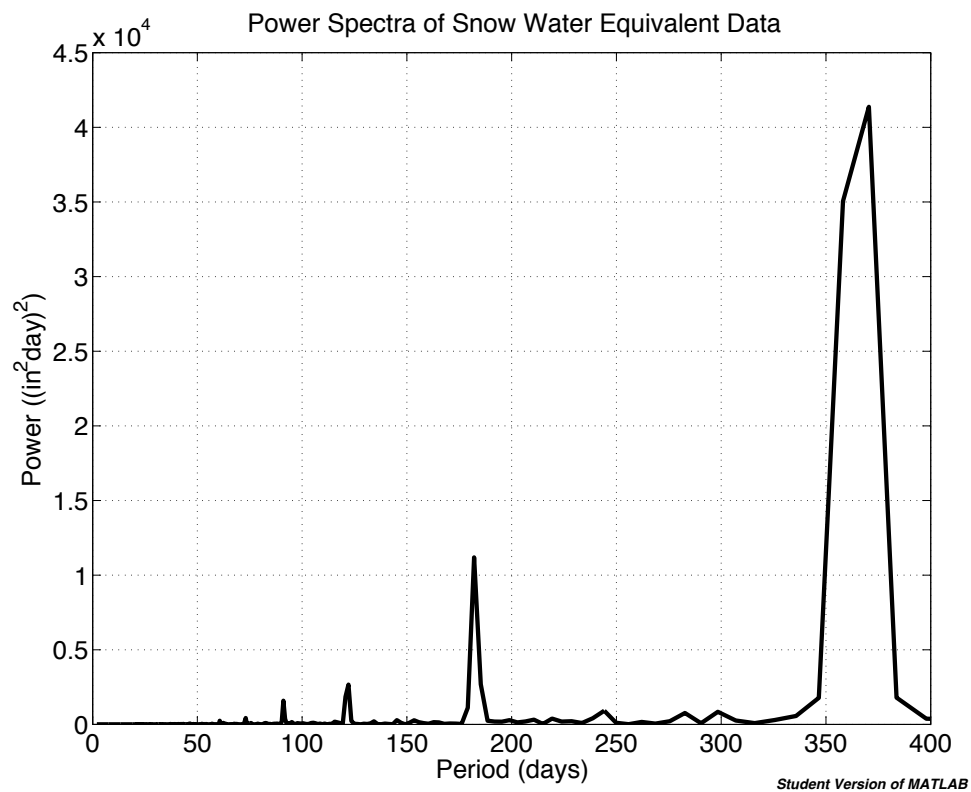 Power Spectra of Snow Water Equivalent Data
x 10^4
4.5
4
3.5
3
2.5
2
1.5
1
0.5
0
Power ((in^2day)^2)
0 50 100 150 200 250 300 350 400
Period (days)
Student Version of MATLAB